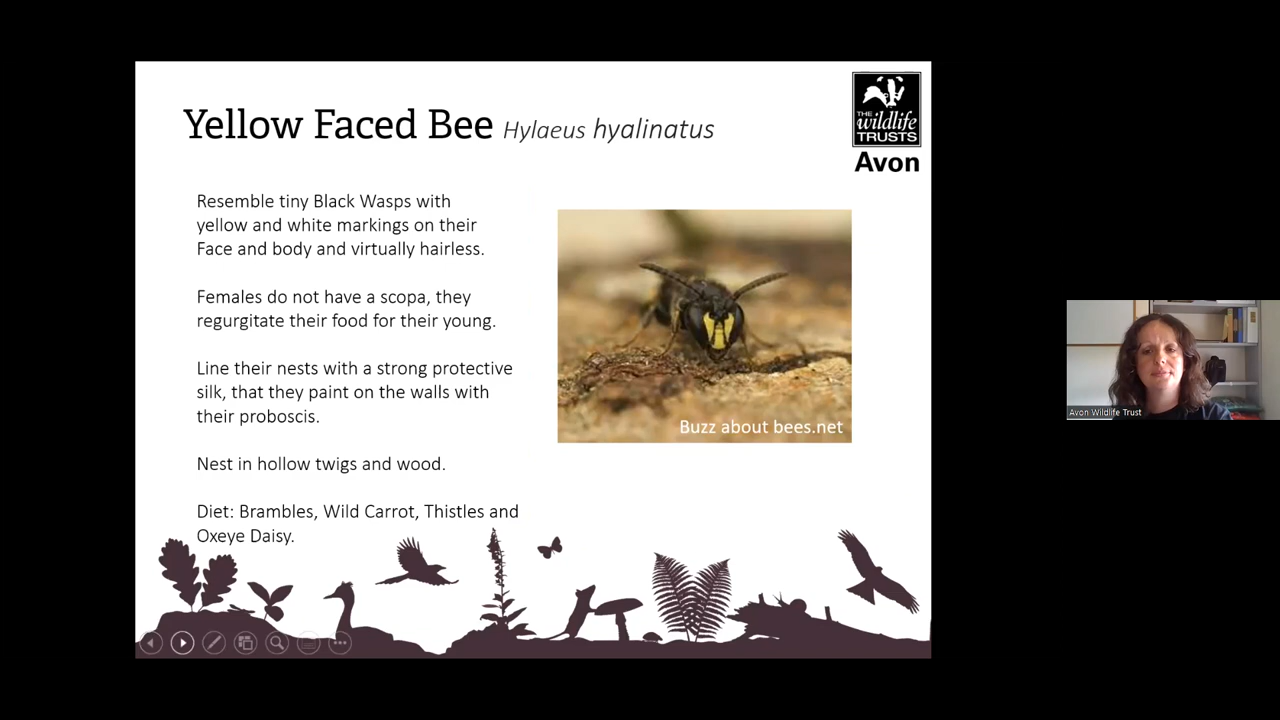 Yellow Faced Bee Hylaeus hyalinatus
THE
wildlife
TRUSTS
Avon
Resemble tiny Black Wasps with
yellow and white markings on their
Face and body and virtually hairless.
Females do not have a scopa, they
regurgitate their food for their young.
Line their nests with a strong protective
silk, that they paint on the walls with
their proboscis.
Nest in hollow twigs and wood.
Diet: Brambles, Wild Carrot, Thistles and
Oxeye Daisy.
Buzz about bees.net
Avon Wildlife Trust